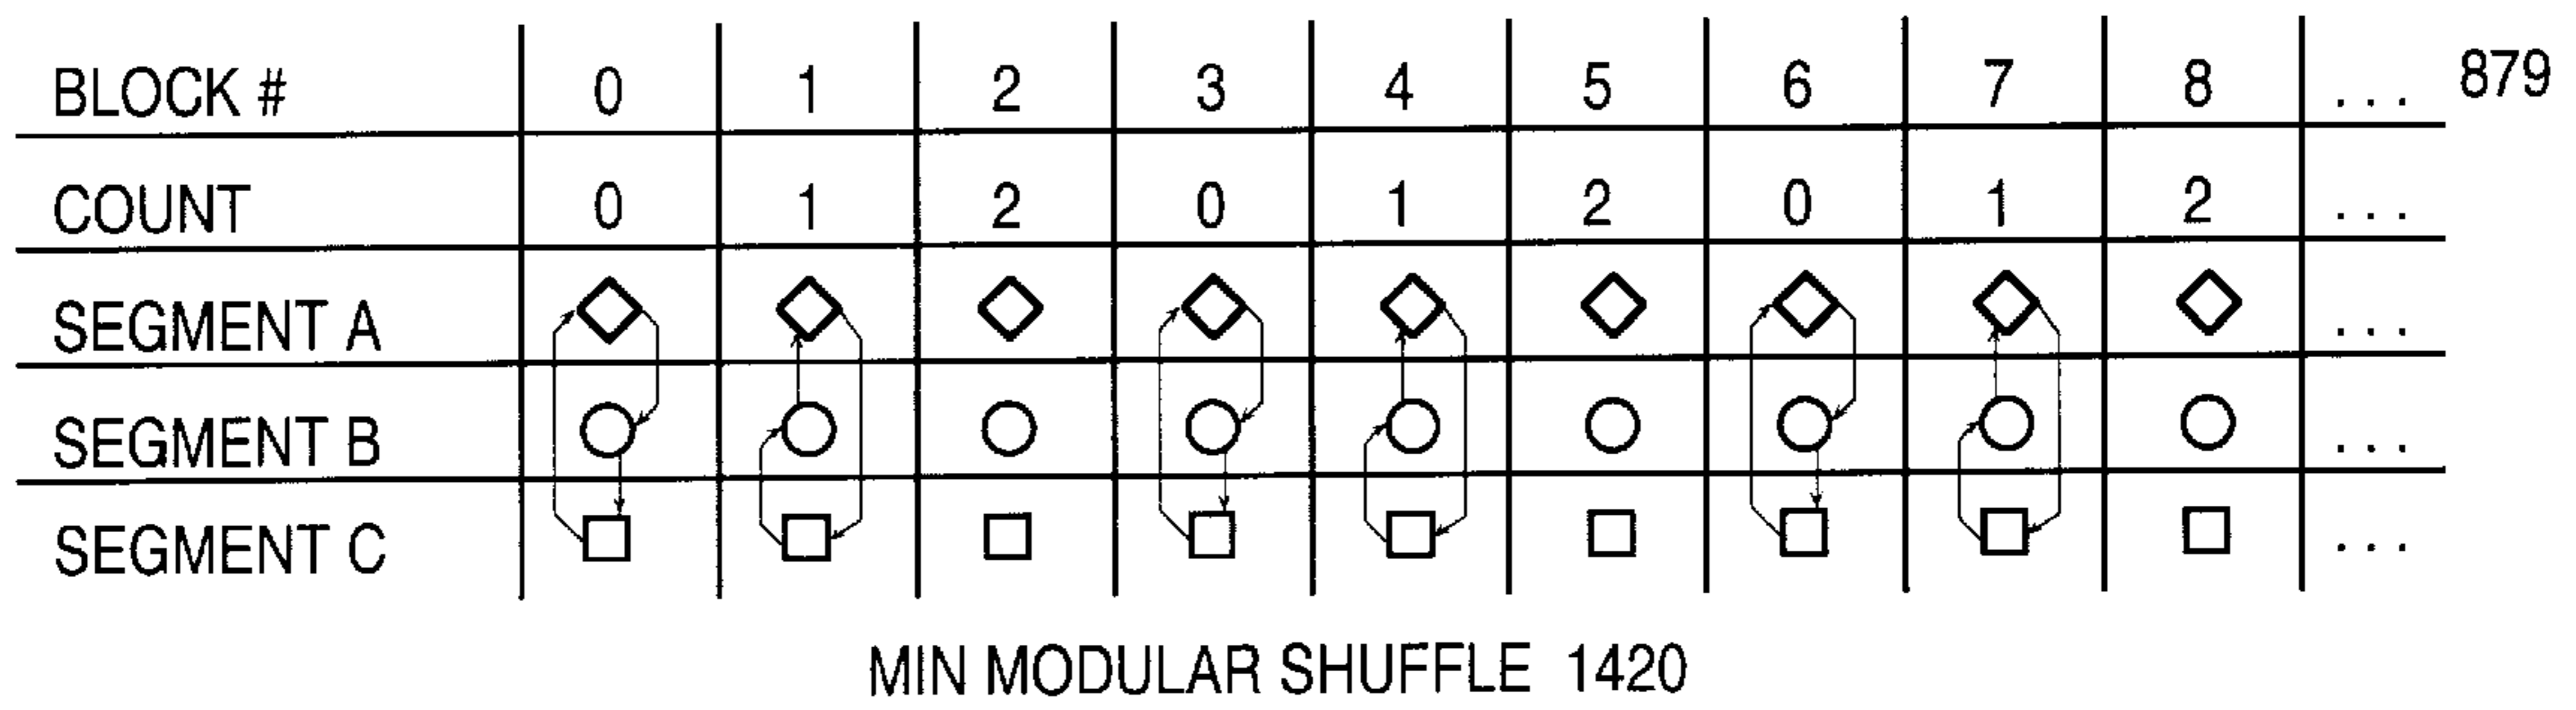 BLOCK # 0 1 2 3 4 5 6 7 8 ... 879
COUNT 0 1 2 0 1 2 0 1 2 ...
SEGMENT A ...
SEGMENT B ...
SEGMENT C ...
MIN MODULAR SHUFFLE 1420